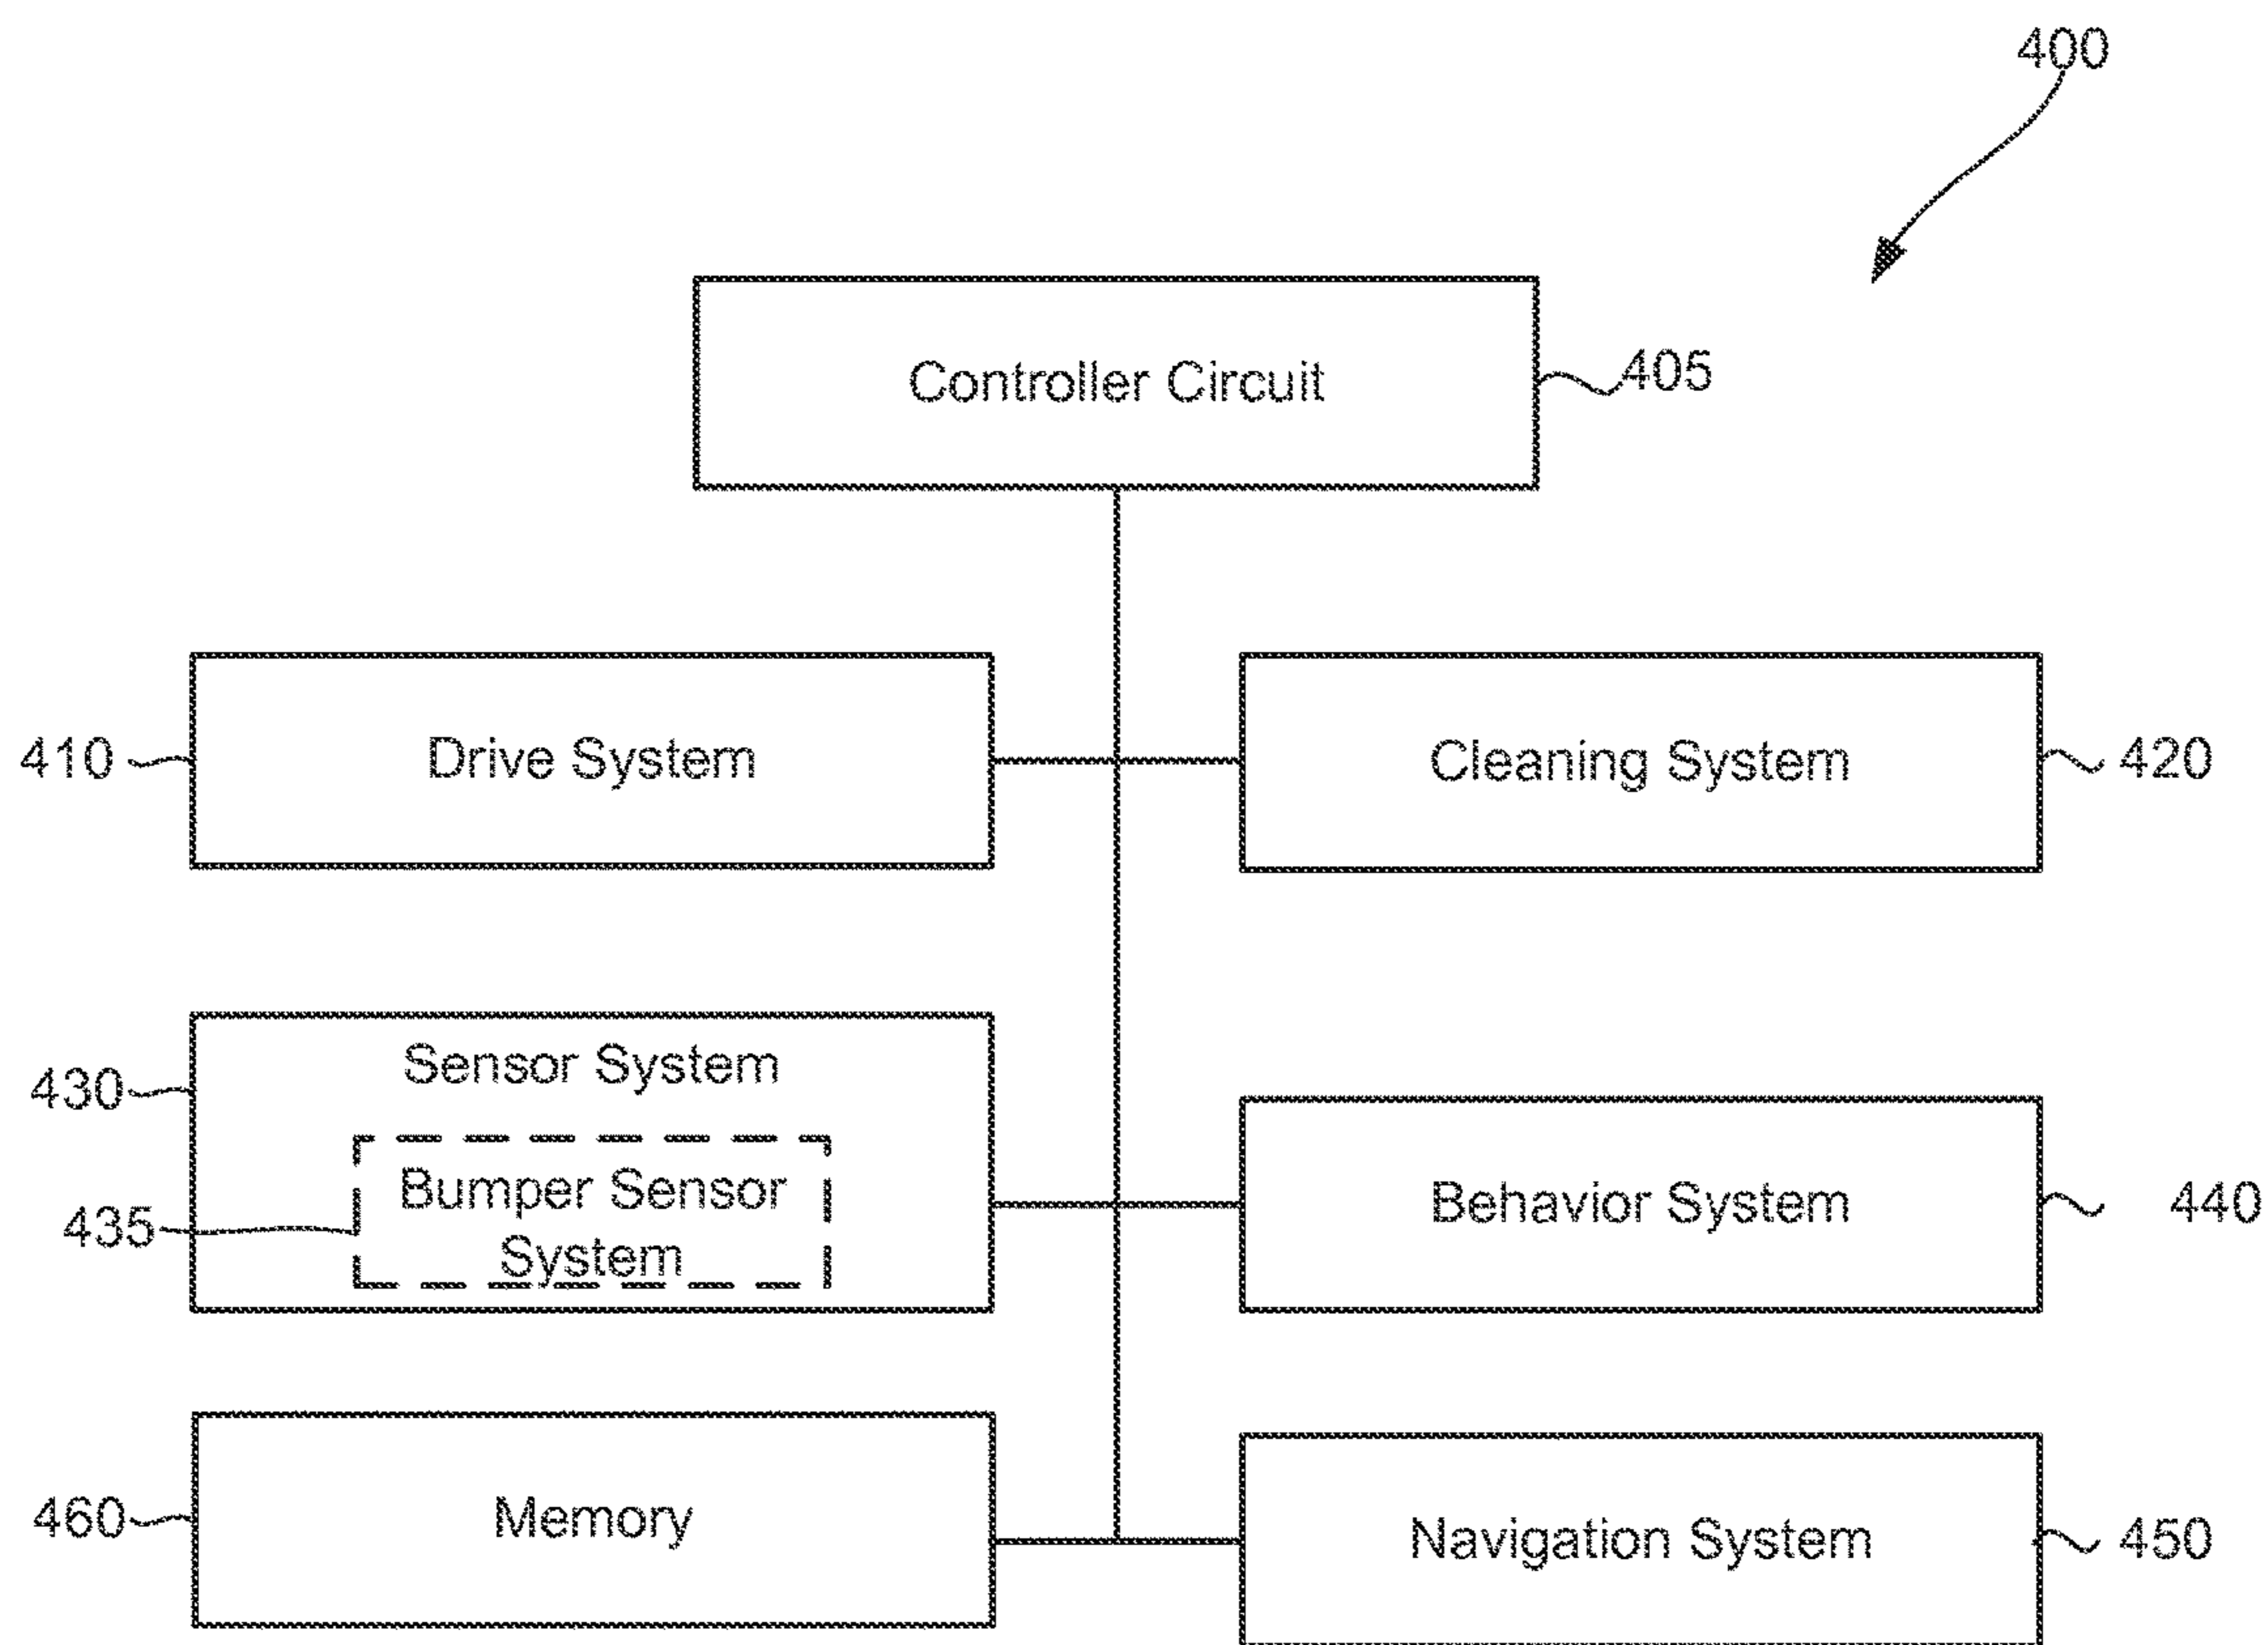 400
Controller Circuit
405
410
Drive System
Cleaning System
420
430
Sensor System
435
Bumper Sensor
System
Behavior System
440
460
Memory
Navigation System
450